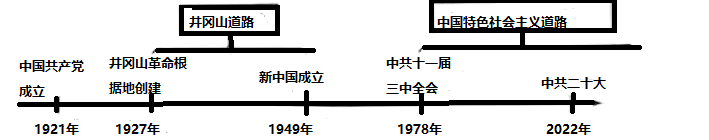 井冈山道路
中国特色社会主义道路
中国共产党
成立
井冈山革命根
据地创建
新中国成立
中共十一届
三中全会
中共二十大
1921年
1927年
1949年
1978年
2022年